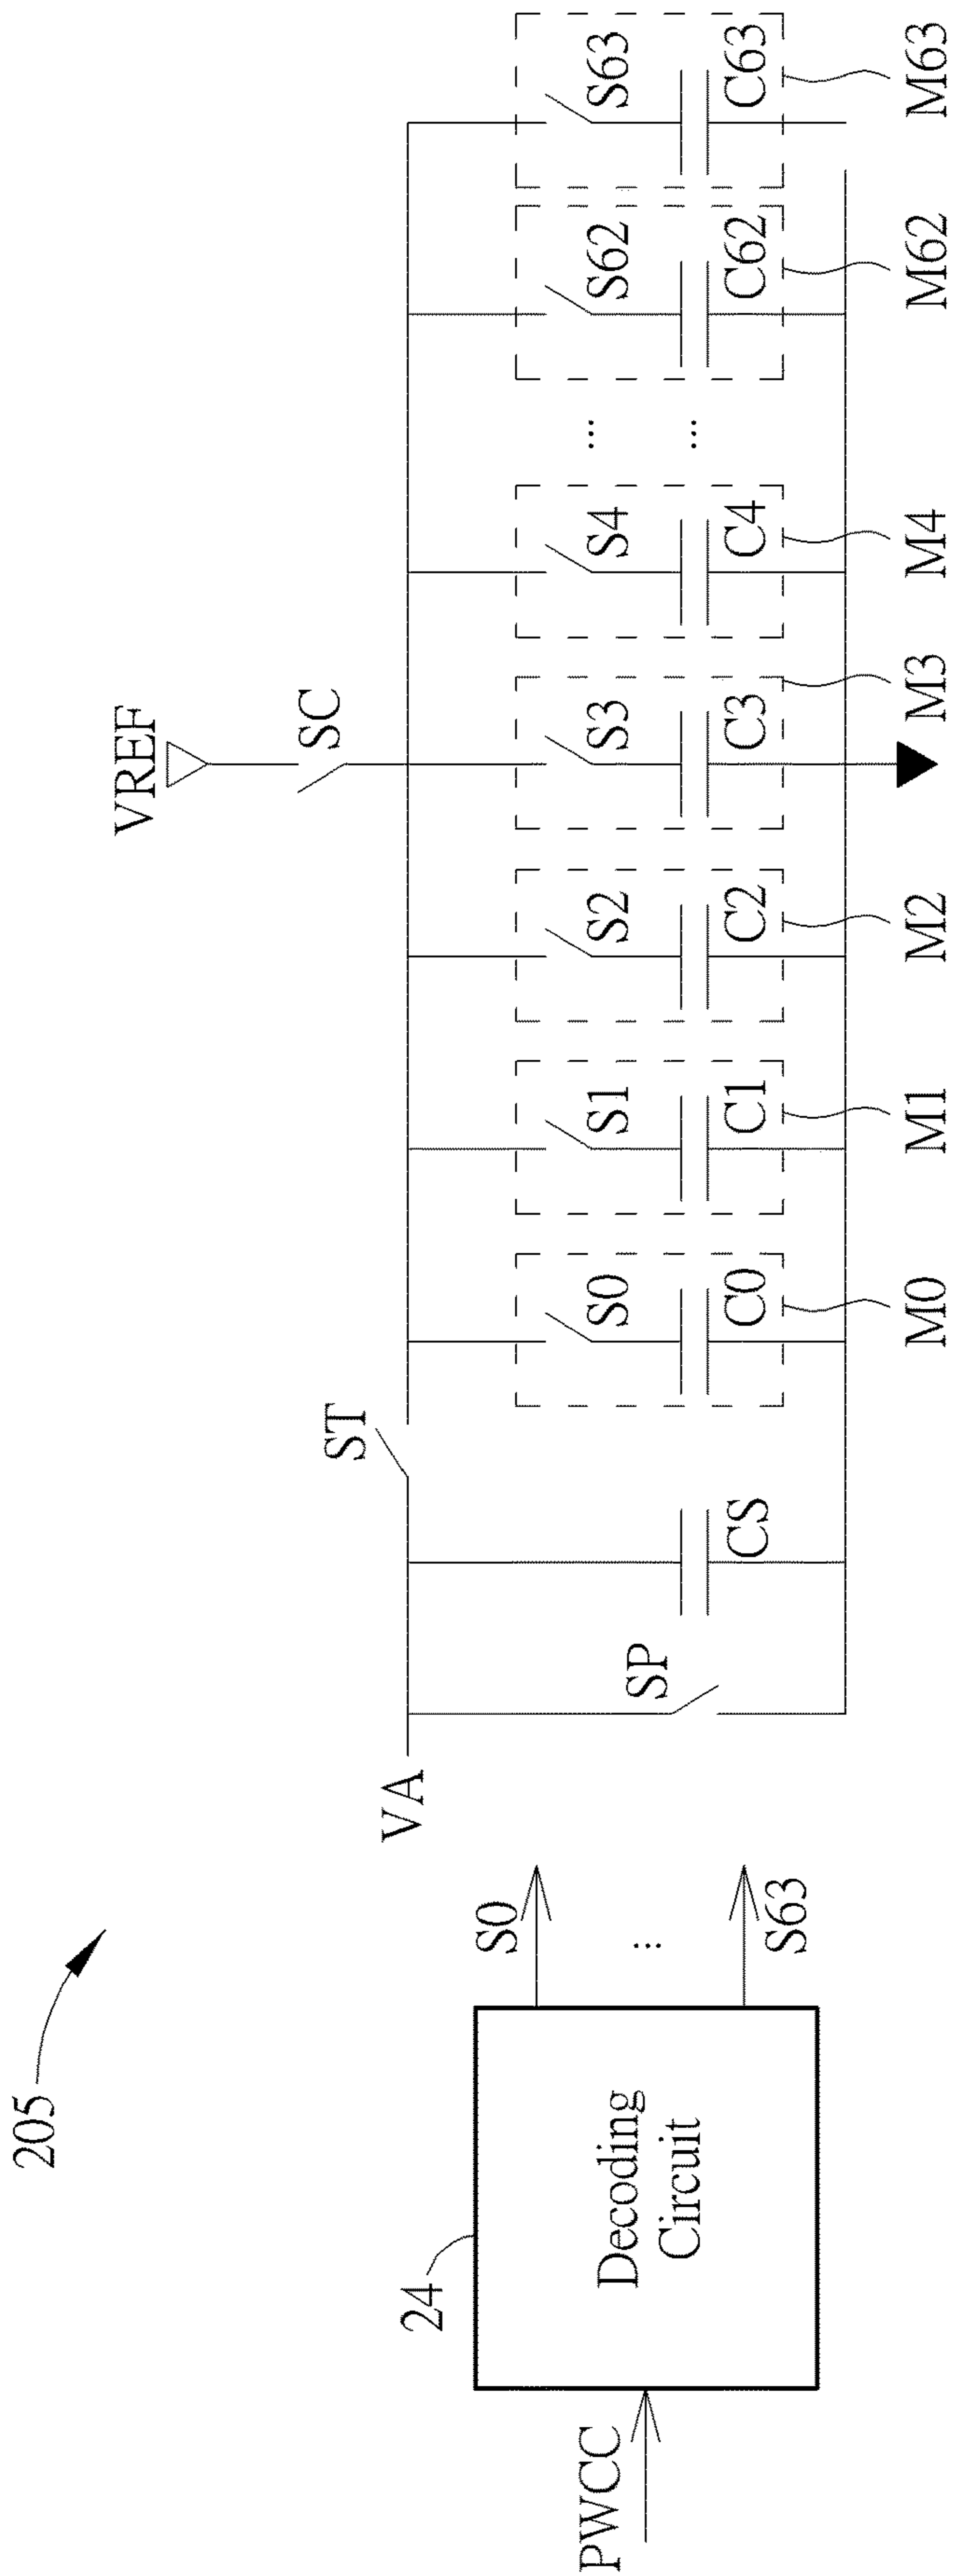 205
VREF
SC
ST
VA
SP
CS
S0
C0
M0
S1
C1
M1
S2
C2
M2
S3
C3
M3
S4
C4
M4
...
...
S62
C62
M62
S63
C63
M63
PWCC
24
Decoding
Circuit
S0
...
S63